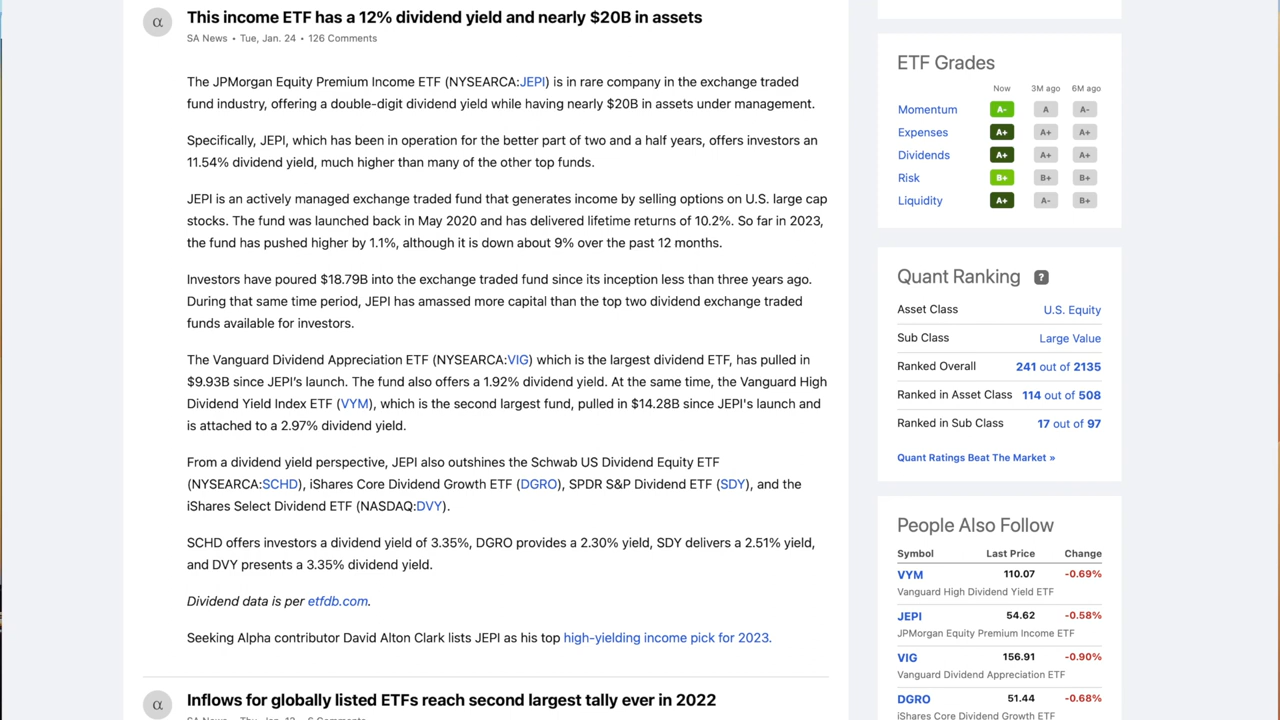 α
This income ETF has a 12% dividend yield and nearly $20B in assets
SA News • Tue, Jan. 24 • 126 Comments
The JPMorgan Equity Premium Income ETF (NYSEARCA:JEPI) is in rare company in the exchange traded
fund industry, offering a double-digit dividend yield while having nearly $20B in assets under management.
Specifically, JEPI, which has been in operation for the better part of two and a half years, offers investors an
11.54% dividend yield, much higher than many of the other top funds.
JEPI is an actively managed exchange traded fund that generates income by selling options on U.S. large cap
stocks. The fund was launched back in May 2020 and has delivered lifetime returns of 10.2%. So far in 2023,
the fund has pushed higher by 1.1%, although it is down about 9% over the past 12 months.
Investors have poured $18.79B into the exchange traded fund since its inception less than three years ago.
During that same time period, JEPI has amassed more capital than the top two dividend exchange traded
funds available for investors.
The Vanguard Dividend Appreciation ETF (NYSEARCA:VIG) which is the largest dividend ETF, has pulled in
$9.93B since JEPI's launch. The fund also offers a 1.92% dividend yield. At the same time, the Vanguard High
Dividend Yield Index ETF (VYM), which is the second largest fund, pulled in $14.28B since JEPI's launch and
is attached to a 2.97% dividend yield.
From a dividend yield perspective, JEPI also outshines the Schwab US Dividend Equity ETF
(NYSEARCA:SCHD), iShares Core Dividend Growth ETF (DGRO), SPDR S&P Dividend ETF (SDY), and the
iShares Select Dividend ETF (NASDAQ:DVY).
SCHD offers investors a dividend yield of 3.35%, DGRO provides a 2.30% yield, SDY delivers a 2.51% yield,
and DVY presents a 3.35% dividend yield.
Dividend data is per etfdb.com.
Seeking Alpha contributor David Alton Clark lists JEPI as his top high-yielding income pick for 2023.
α
Inflows for globally listed ETFs reach second largest tally ever in 2022
ETF Grades
Now 3M ago 6M ago
Momentum A- A A-
Expenses A+ A+ A+
Dividends A+ A+ A+
Risk B+ B+ B+
Liquidity A+ A- B+
Quant Ranking ?
Asset Class U.S. Equity
Sub Class Large Value
Ranked Overall 241 out of 2135
Ranked in Asset Class 114 out of 508
Ranked in Sub Class 17 out of 97
Quant Ratings Beat The Market »
People Also Follow
Symbol Last Price Change
VYM 110.07 -0.69%
Vanguard High Dividend Yield ETF
JEPI 54.62 -0.58%
JPMorgan Equity Premium Income ETF
VIG 156.91 -0.90%
Vanguard Dividend Appreciation ETF
DGRO 51.44 -0.68%
iShares Core Dividend Growth ETF